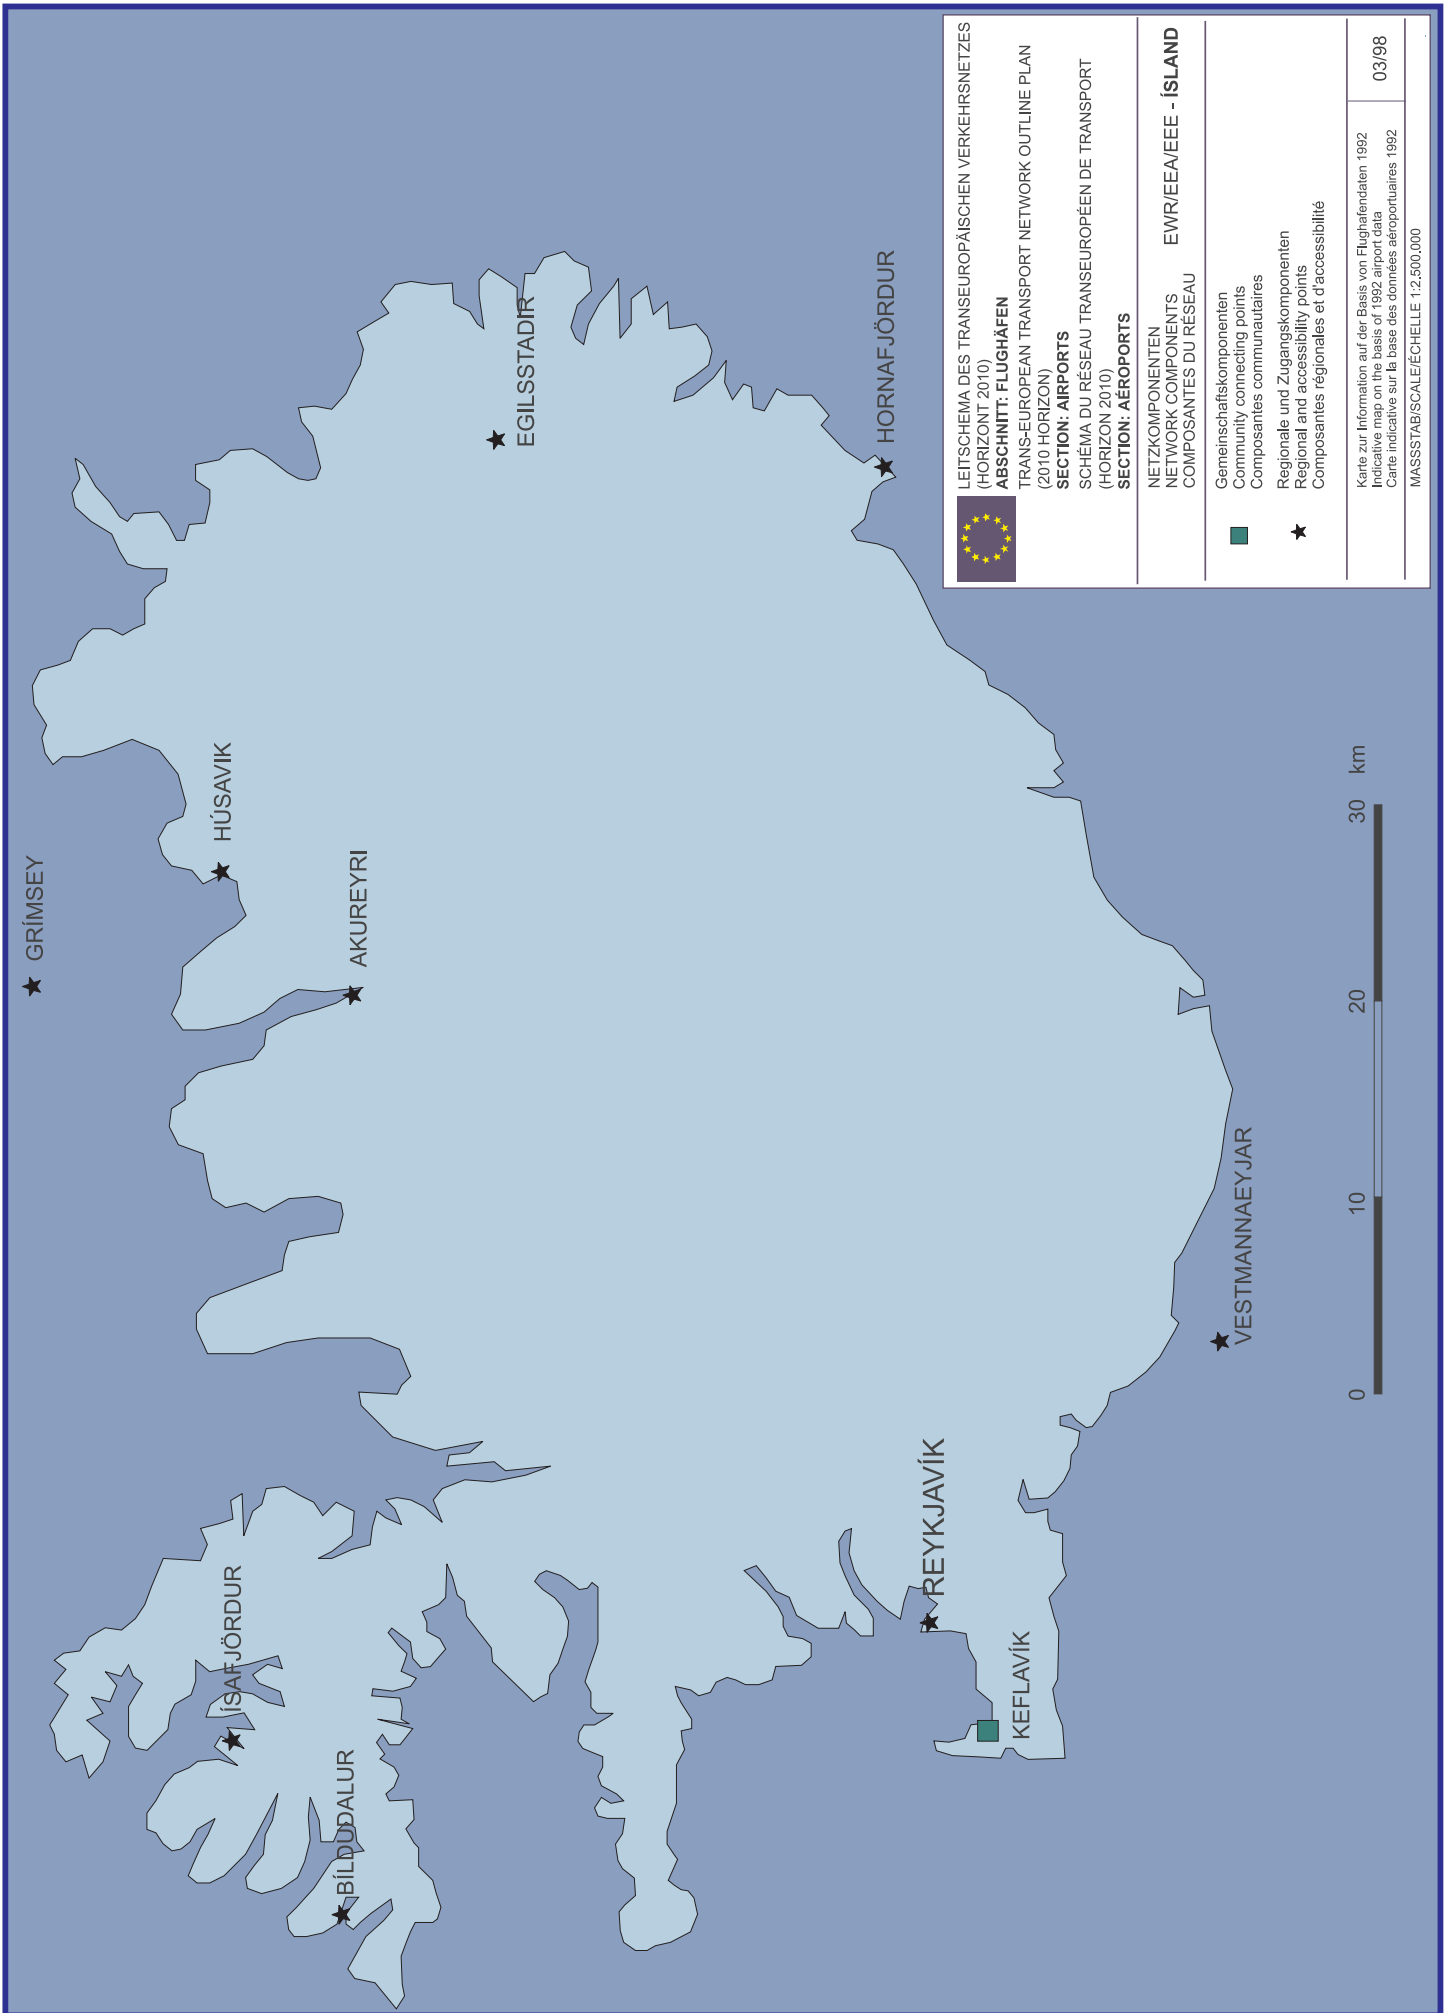 GRÍMSEY
HÚSAVIK
AKUREYRI
ÍSAFJÖRDUR
BÍLDUDALUR
EGILSSTADIR
HORNAFJÖRDUR
REYKJAVÍK
KEFLAVÍK
VESTMANNAEYJAR
0 10 20 30 km
LEITSCHEMA DES TRANSEUROPÄISCHEN VERKEHRSNETZES
(HORIZONT 2010)
ABSCHNITT: FLUGHÄFEN
TRANS-EUROPEAN TRANSPORT NETWORK OUTLINE PLAN
(2010 HORIZON)
SECTION: AIRPORTS
SCHÉMA DU RÉSEAU TRANSEUROPÉEN DE TRANSPORT
(HORIZON 2010)
SECTION: AÉROPORTS
NETZKOMPONENTEN
NETWORK COMPONENTS
COMPOSANTES DU RÉSEAU
EWR/EEA/EEE - ÍSLAND
Gemeinschaftskomponenten
Community connecting points
Composantes communautaires
Regionale und Zugangskomponenten
Regional and accessibility points
Composantes régionales et d'accessibilité
Karte zur Information auf der Basis von Flughafendaten 1992
Indicative map on the basis of 1992 airport data
Carte indicative sur la base des données aéroportuaires 1992
03/98
MASSSTAB/SCALE/ÉCHELLE 1:2.500.000